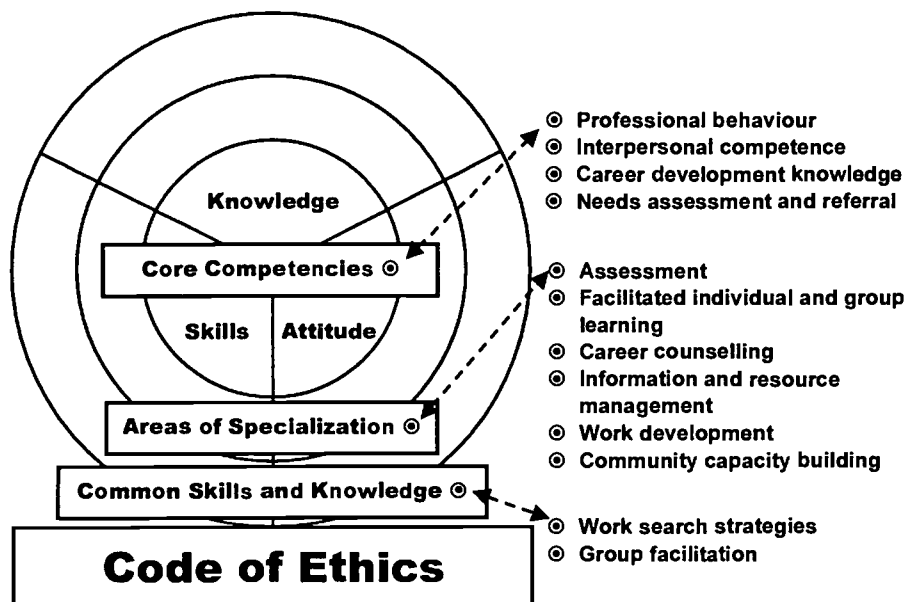 Knowledge
Core Competencies
Skills
Attitude
Areas of Specialization
Common Skills and Knowledge
Code of Ethics
Professional behaviour
Interpersonal competence
Career development knowledge
Needs assessment and referral
Assessment
Facilitated individual and group
learning
Career counselling
Information and resource
management
Work development
Community capacity building
Work search strategies
Group facilitation